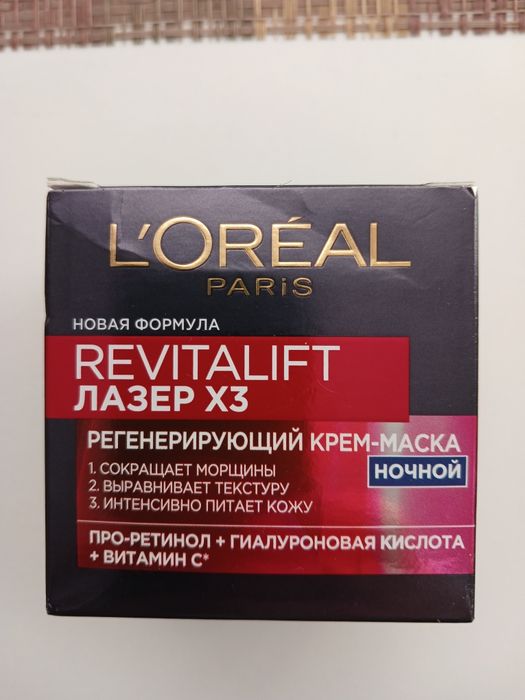 L'ORÉAL
PARiS
НОВАЯ ФОРМУЛА
REVITALIFT
ЛАЗЕР X3
РЕГЕНЕРИРУЮЩИЙ КРЕМ-МАСКА
НОЧНОЙ
1. СОКРАЩАЕТ МОРЩИНЫ
2. ВЫРАВНИВАЕТ ТЕКСТУРУ
3. ИНТЕНСИВНО ПИТАЕТ КОЖУ
ПРО-РЕТИНОЛ + ГИАЛУРОНОВАЯ КИСЛОТА
+ ВИТАМИН С*